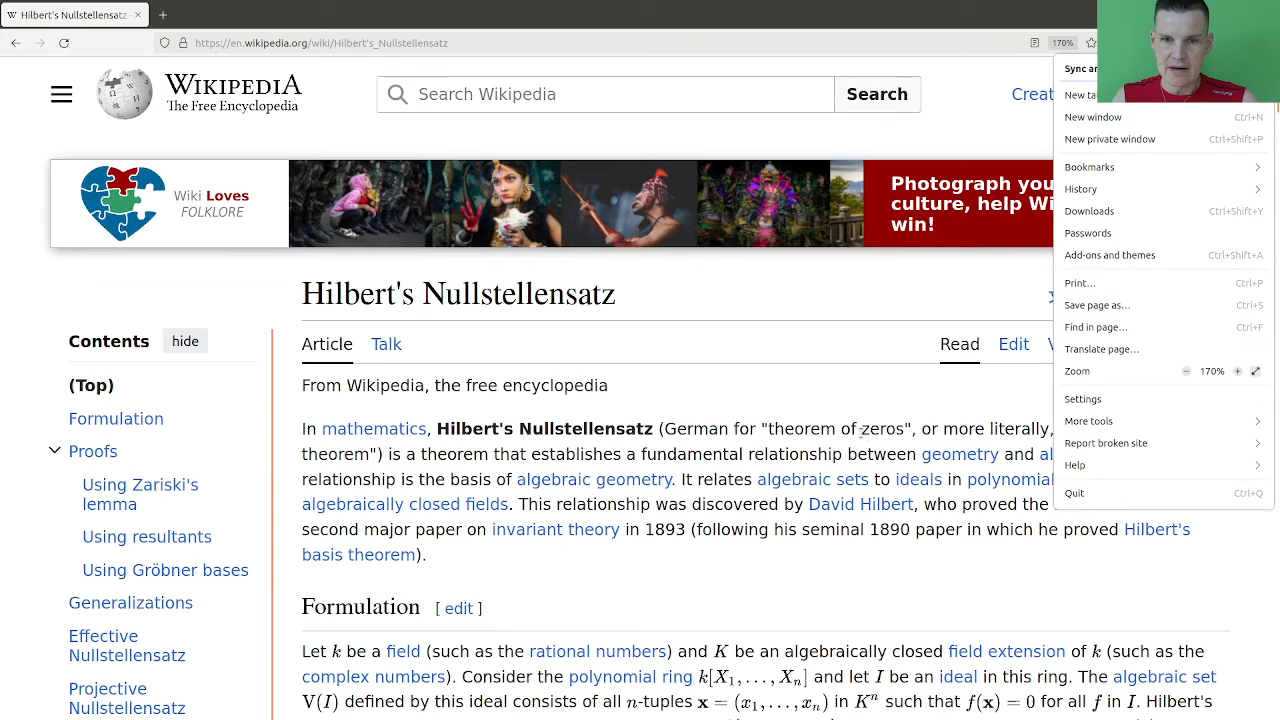 Hilbert's Nullstellensatz
https://en.wikipedia.org/wiki/Hilbert's_Nullstellensatz
170%
WIKIPEDIA
The Free Encyclopedia
Search Wikipedia
Search
Creat
Sync an
New ta
New window Ctrl+N
New private window Ctrl+Shift+P
Bookmarks
History
Downloads Ctrl+Shift+Y
Passwords
Add-ons and themes Ctrl+Shift+A
Print… Ctrl+P
Save page as… Ctrl+S
Find in page… Ctrl+F
Translate page…
Zoom 170%
Settings
More tools
Report broken site
Help
Quit Ctrl+Q
Wiki Loves
FOLKLORE
Photograph you
culture, help Wi
win!
Contents hide
(Top)
Formulation
Proofs
Using Zariski's
lemma
Using resultants
Using Gröbner bases
Generalizations
Effective
Nullstellensatz
Projective
Nullstellensatz
Hilbert's Nullstellensatz
Article Talk Read Edit V
From Wikipedia, the free encyclopedia
In mathematics, Hilbert's Nullstellensatz (German for "theorem of zeros", or more literally,
theorem") is a theorem that establishes a fundamental relationship between geometry and al
relationship is the basis of algebraic geometry. It relates algebraic sets to ideals in polynomial
algebraically closed fields. This relationship was discovered by David Hilbert, who proved the
second major paper on invariant theory in 1893 (following his seminal 1890 paper in which he proved Hilbert's
basis theorem).
Formulation [ edit ]
Let k be a field (such as the rational numbers) and K be an algebraically closed field extension of k (such as the
complex numbers). Consider the polynomial ring k[X₁, …, Xₙ] and let I be an ideal in this ring. The algebraic set
V(I) defined by this ideal consists of all n-tuples x = (x₁, …, xₙ) in Kⁿ such that f(x) = 0 for all f in I. Hilbert's